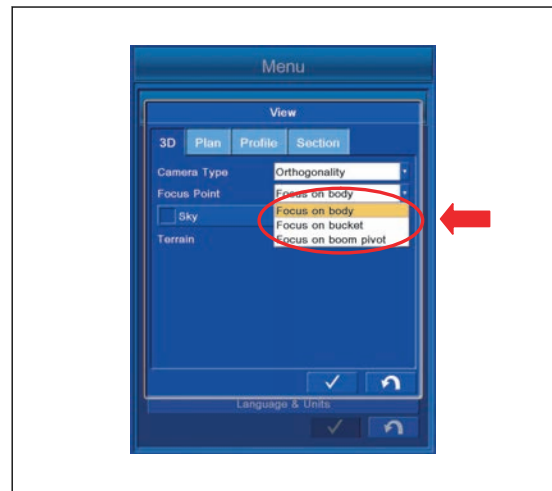 Menu
View
3D Plan Profile Section
Camera Type Orthogonality
Focus Point Focus on body
Sky Focus on body
Focus on bucket
Terrain Focus on boom pivot
Language & Units